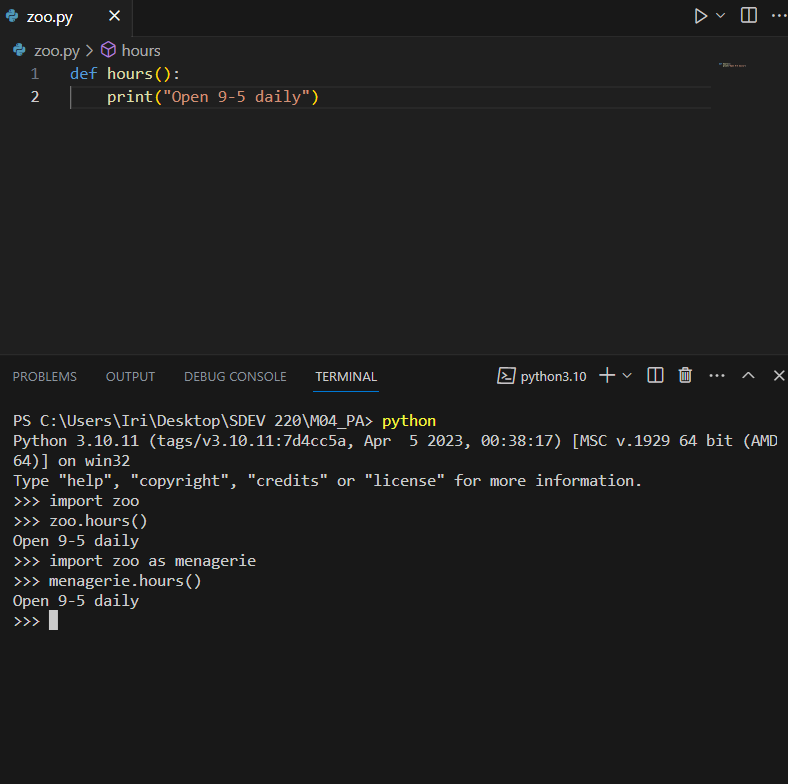 zoo.py
zoo.py > hours
1 def hours():
2     print("Open 9-5 daily")
PROBLEMS OUTPUT DEBUG CONSOLE TERMINAL python3.10
PS C:\Users\Iri\Desktop\SDEV 220\M04_PA> python
Python 3.10.11 (tags/v3.10.11:7d4cc5a, Apr  5 2023, 00:38:17) [MSC v.1929 64 bit (AMD
64)] on win32
Type "help", "copyright", "credits" or "license" for more information.
>>> import zoo
>>> zoo.hours()
Open 9-5 daily
>>> import zoo as menagerie
>>> menagerie.hours()
Open 9-5 daily
>>>